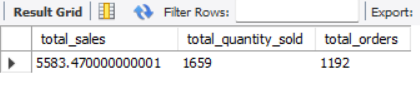 Result Grid Filter Rows: Export:
total_sales total_quantity_sold total_orders
5583.470000000001 1659 1192